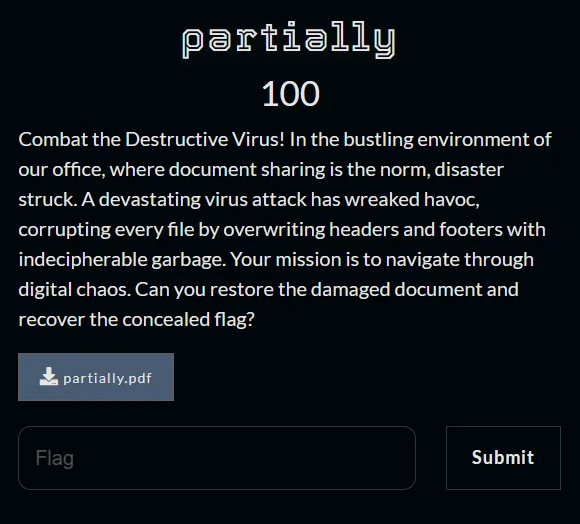 partially
100
Combat the Destructive Virus! In the bustling environment of
our office, where document sharing is the norm, disaster
struck. A devastating virus attack has wreaked havoc,
corrupting every file by overwriting headers and footers with
indecipherable garbage. Your mission is to navigate through
digital chaos. Can you restore the damaged document and
recover the concealed flag?
partially.pdf
Flag
Submit